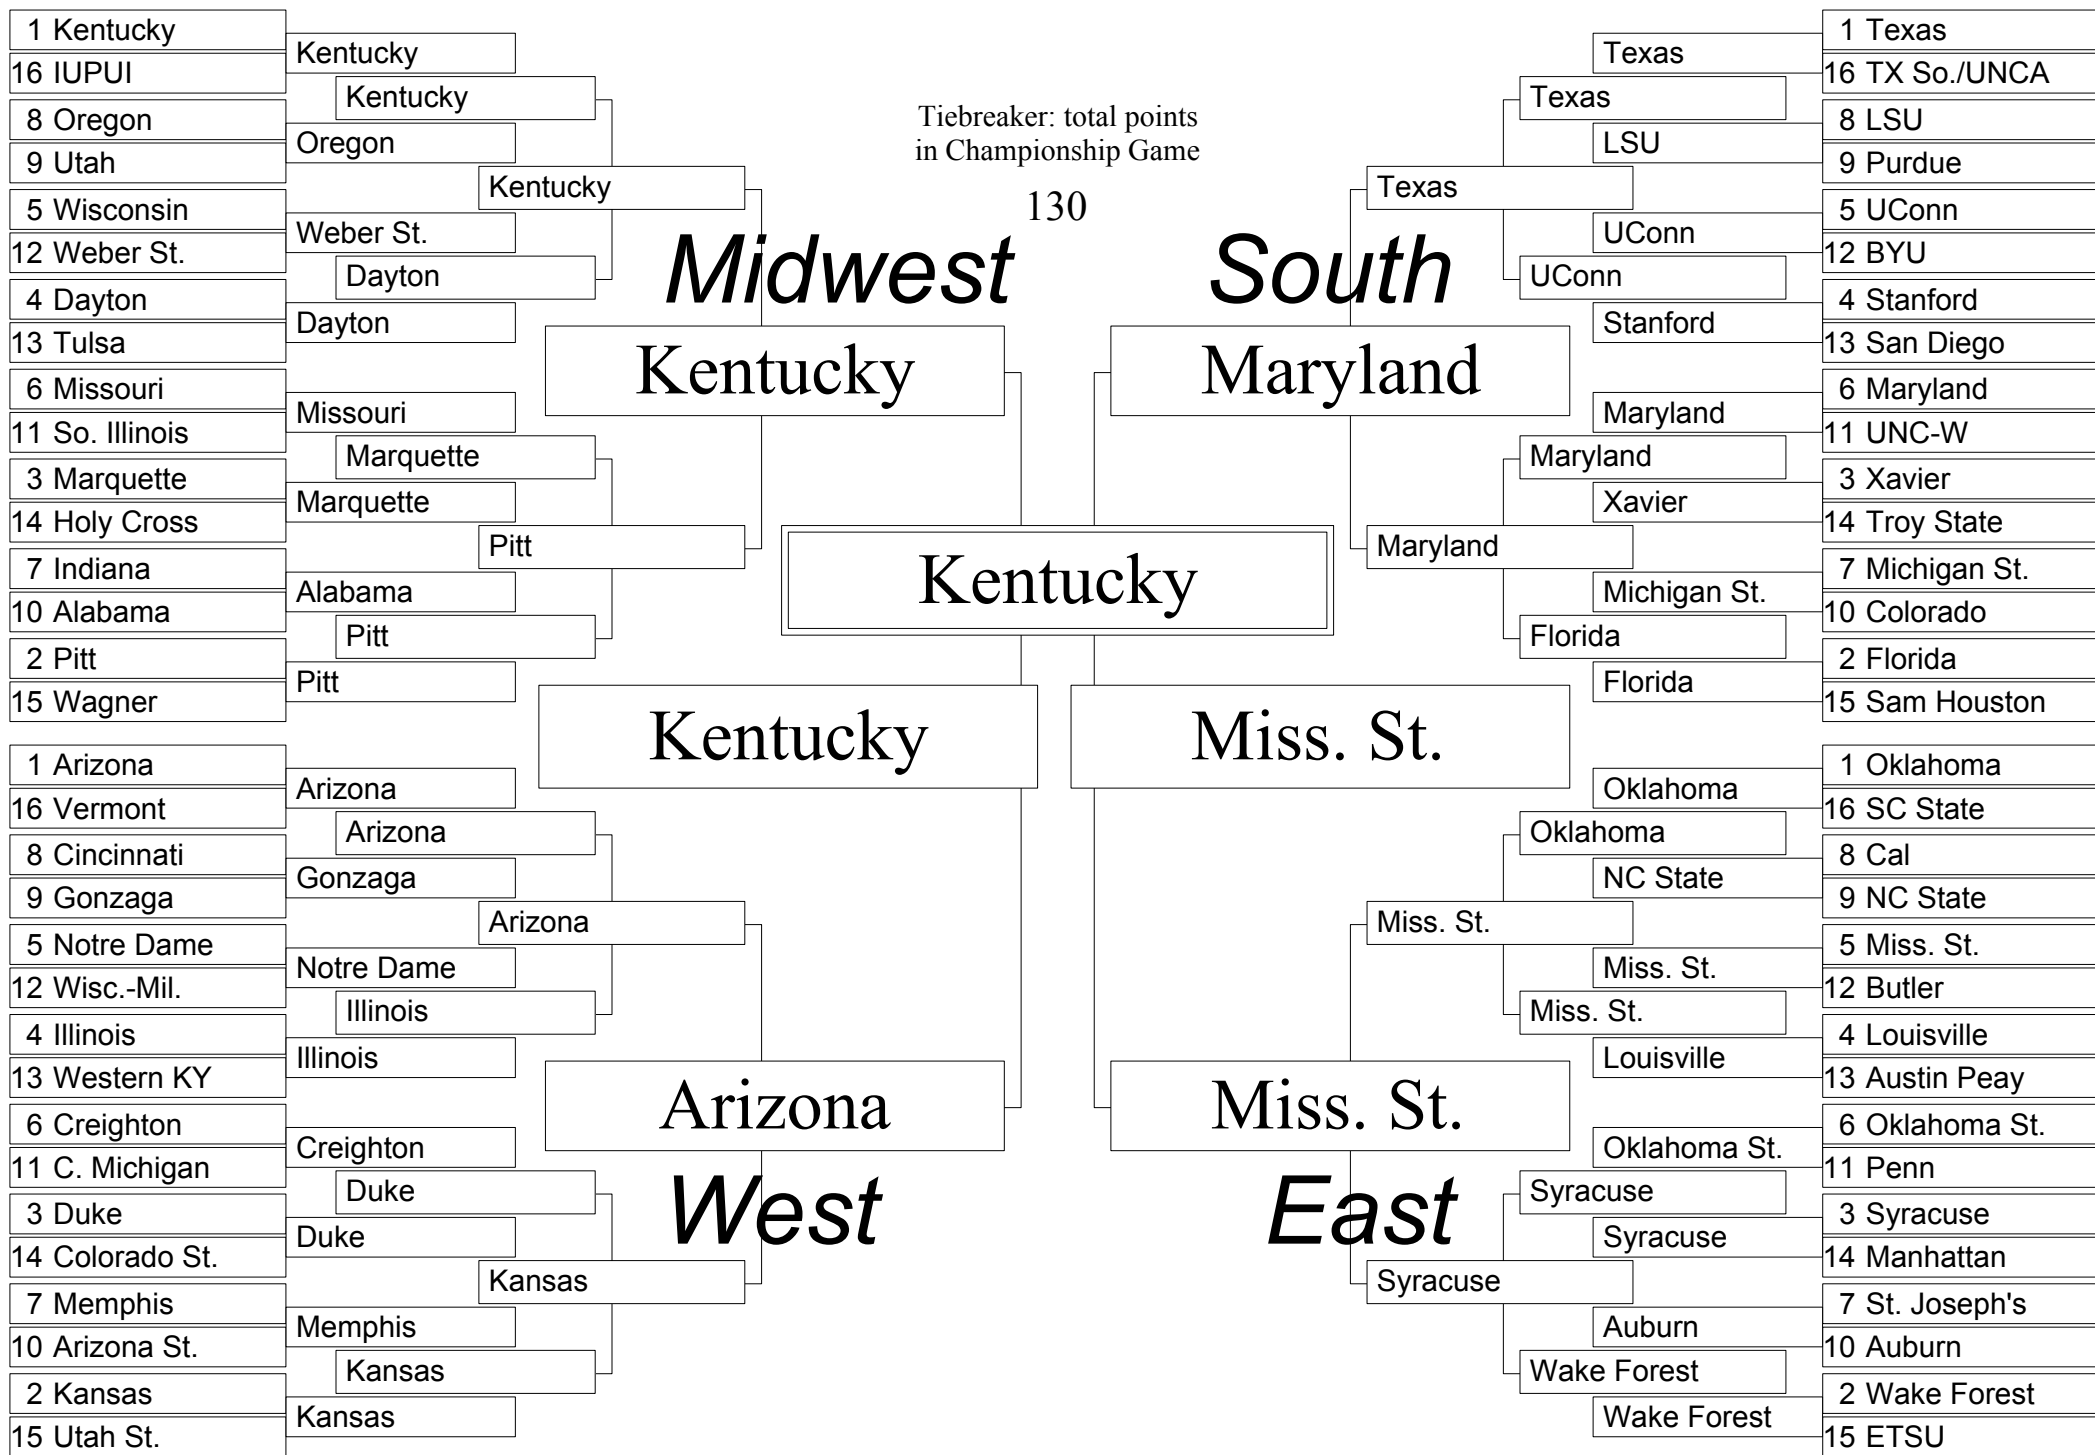 1 Kentucky
16 IUPUI
8 Oregon
9 Utah
5 Wisconsin
12 Weber St.
4 Dayton
13 Tulsa
6 Missouri
11 So. Illinois
3 Marquette
14 Holy Cross
7 Indiana
10 Alabama
2 Pitt
15 Wagner
Kentucky
Oregon
Weber St.
Dayton
Missouri
Marquette
Alabama
Pitt
Kentucky
Dayton
Marquette
Pitt
Kentucky
Pitt
Midwest
Kentucky
1 Arizona
16 Vermont
8 Cincinnati
9 Gonzaga
5 Notre Dame
12 Wisc.-Mil.
4 Illinois
13 Western KY
6 Creighton
11 C. Michigan
3 Duke
14 Colorado St.
7 Memphis
10 Arizona St.
2 Kansas
15 Utah St.
Arizona
Gonzaga
Notre Dame
Illinois
Creighton
Duke
Memphis
Kansas
Arizona
Illinois
Duke
Kansas
Arizona
Kansas
Arizona
West
Tiebreaker: total points
in Championship Game
130
Kentucky
Kentucky
Miss. St.
South
Maryland
Texas
Maryland
Texas
UConn
Maryland
Florida
Texas
LSU
UConn
Stanford
Maryland
Xavier
Michigan St.
Florida
1 Texas
16 TX So./UNCA
8 LSU
9 Purdue
5 UConn
12 BYU
4 Stanford
13 San Diego
6 Maryland
11 UNC-W
3 Xavier
14 Troy State
7 Michigan St.
10 Colorado
2 Florida
15 Sam Houston
Miss. St.
East
Miss. St.
Syracuse
Oklahoma
Miss. St.
Syracuse
Wake Forest
Oklahoma
NC State
Miss. St.
Louisville
Oklahoma St.
Syracuse
Auburn
Wake Forest
1 Oklahoma
16 SC State
8 Cal
9 NC State
5 Miss. St.
12 Butler
4 Louisville
13 Austin Peay
6 Oklahoma St.
11 Penn
3 Syracuse
14 Manhattan
7 St. Joseph's
10 Auburn
2 Wake Forest
15 ETSU